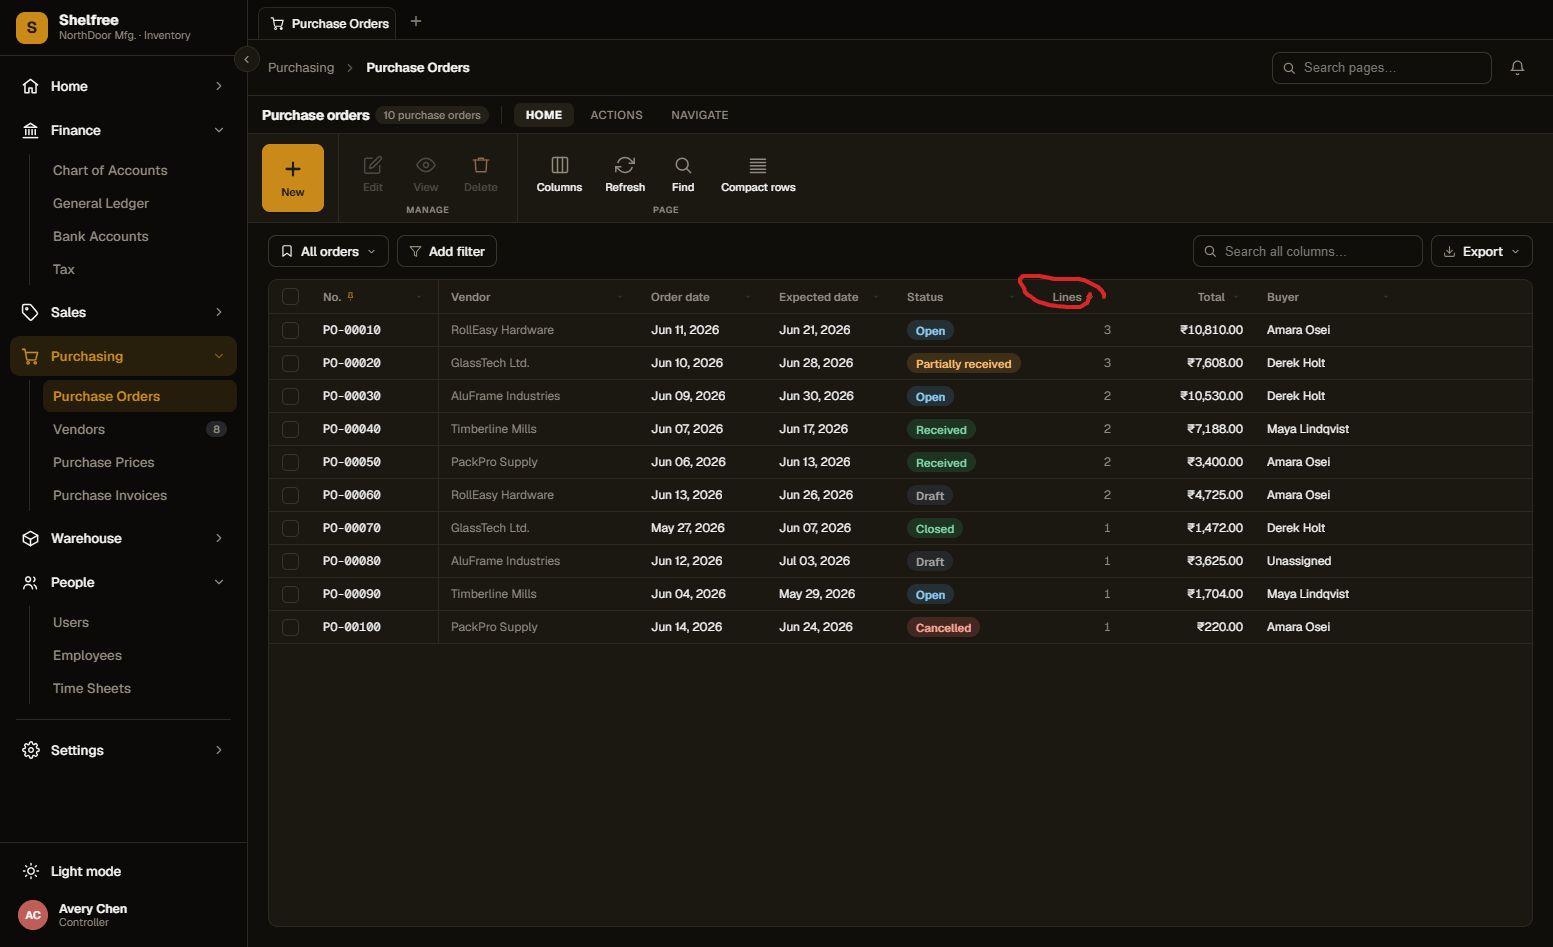 S
Shelfree
NorthDoor Mfg. · Inventory
Home
Finance
Chart of Accounts
General Ledger
Bank Accounts
Tax
Sales
Purchasing
Purchase Orders
Vendors 8
Purchase Prices
Purchase Invoices
Warehouse
People
Users
Employees
Time Sheets
Settings
Light mode
AC
Avery Chen
Controller
Purchase Orders
Purchasing > Purchase Orders
Search pages...
Purchase orders 10 purchase orders HOME ACTIONS NAVIGATE
New
Edit View Delete
MANAGE
Columns Refresh Find Compact rows
PAGE
All orders Add filter
Search all columns... Export
No. Vendor Order date Expected date Status Lines Total Buyer
PO-00010 RollEasy Hardware Jun 11, 2026 Jun 21, 2026 Open 3 ₹10,810.00 Amara Osei
PO-00020 GlassTech Ltd. Jun 10, 2026 Jun 28, 2026 Partially received 3 ₹7,608.00 Derek Holt
PO-00030 AluFrame Industries Jun 09, 2026 Jun 30, 2026 Open 2 ₹10,530.00 Derek Holt
PO-00040 Timberline Mills Jun 07, 2026 Jun 17, 2026 Received 2 ₹7,188.00 Maya Lindqvist
PO-00050 PackPro Supply Jun 06, 2026 Jun 13, 2026 Received 2 ₹3,400.00 Amara Osei
PO-00060 RollEasy Hardware Jun 13, 2026 Jun 26, 2026 Draft 2 ₹4,725.00 Amara Osei
PO-00070 GlassTech Ltd. May 27, 2026 Jun 07, 2026 Closed 1 ₹1,472.00 Derek Holt
PO-00080 AluFrame Industries Jun 12, 2026 Jul 03, 2026 Draft 1 ₹3,625.00 Unassigned
PO-00090 Timberline Mills Jun 04, 2026 May 29, 2026 Open 1 ₹1,704.00 Maya Lindqvist
PO-00100 PackPro Supply Jun 14, 2026 Jun 24, 2026 Cancelled 1 ₹220.00 Amara Osei